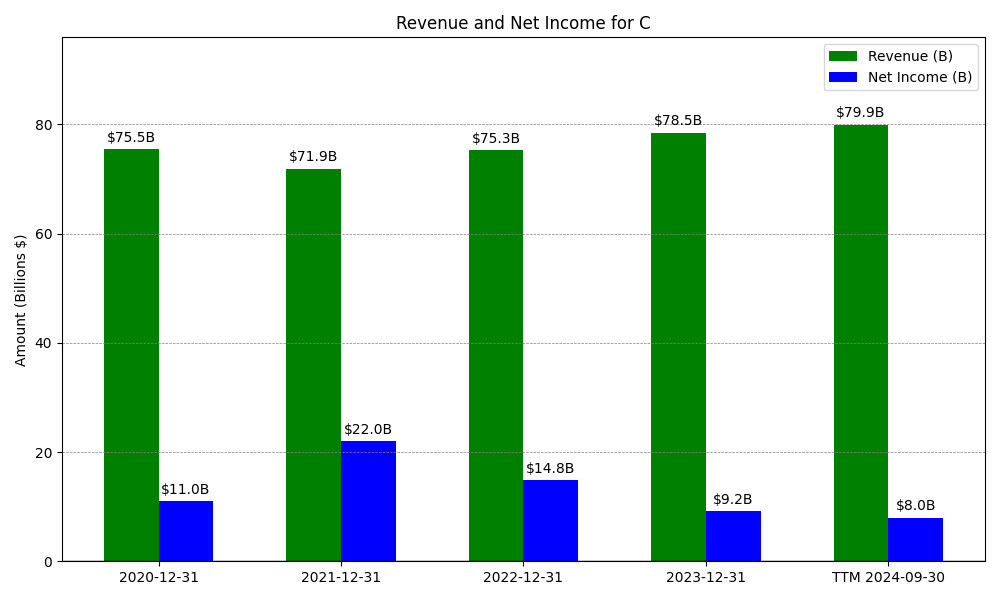 Revenue and Net Income for C
Revenue (B)
Net Income (B)
Amount (Billions $)
80
60
40
20
0
$75.5B
$71.9B
$75.3B
$78.5B
$79.9B
$11.0B
$22.0B
$14.8B
$9.2B
$8.0B
2020-12-31
2021-12-31
2022-12-31
2023-12-31
TTM 2024-09-30